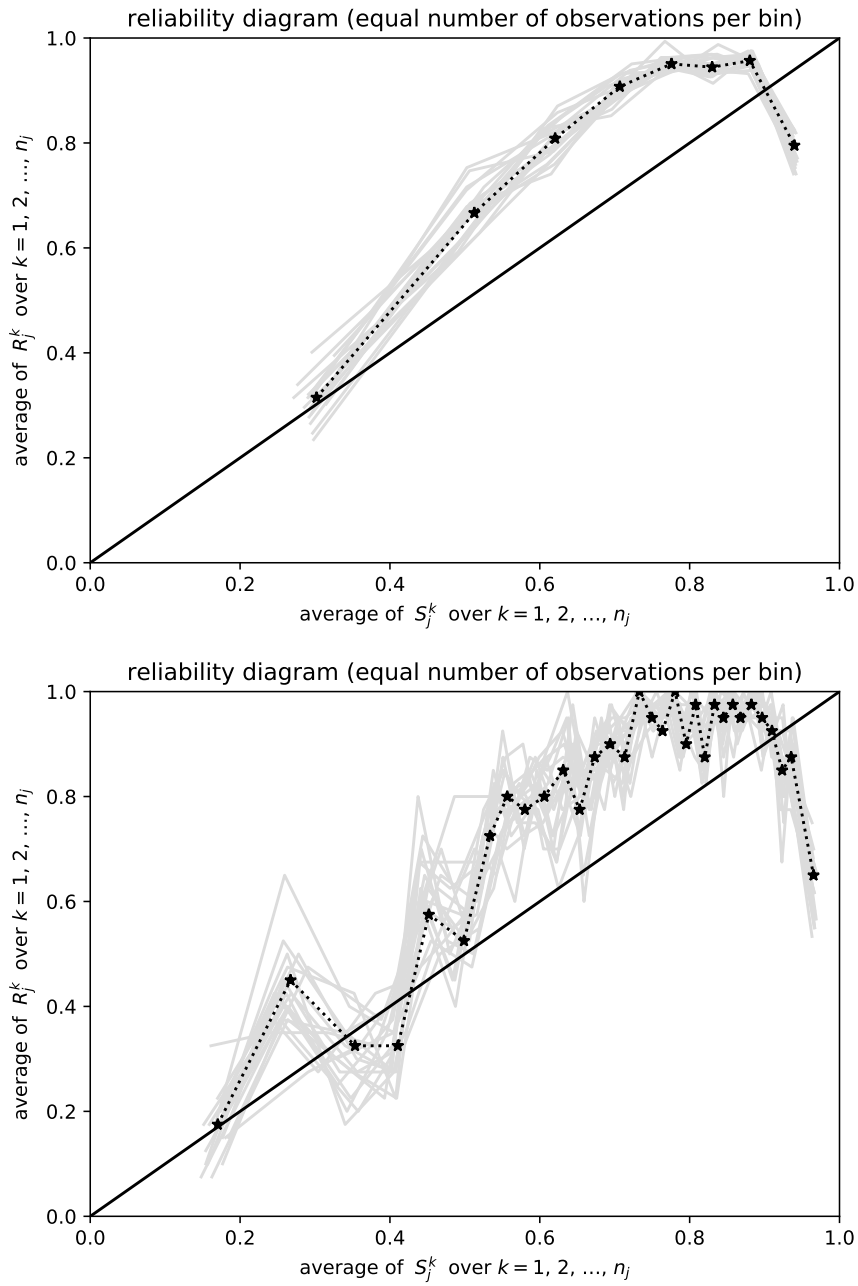 reliability diagram (equal number of observations per bin)
1.0
0.8
0.6
0.4
0.2
0.0
average of R_j^k over k = 1, 2, ..., n_j
0.0 0.2 0.4 0.6 0.8 1.0
average of S_j^k over k = 1, 2, ..., n_j
reliability diagram (equal number of observations per bin)
1.0
0.8
0.6
0.4
0.2
0.0
average of R_j^k over k = 1, 2, ..., n_j
0.0 0.2 0.4 0.6 0.8 1.0
average of S_j^k over k = 1, 2, ..., n_j